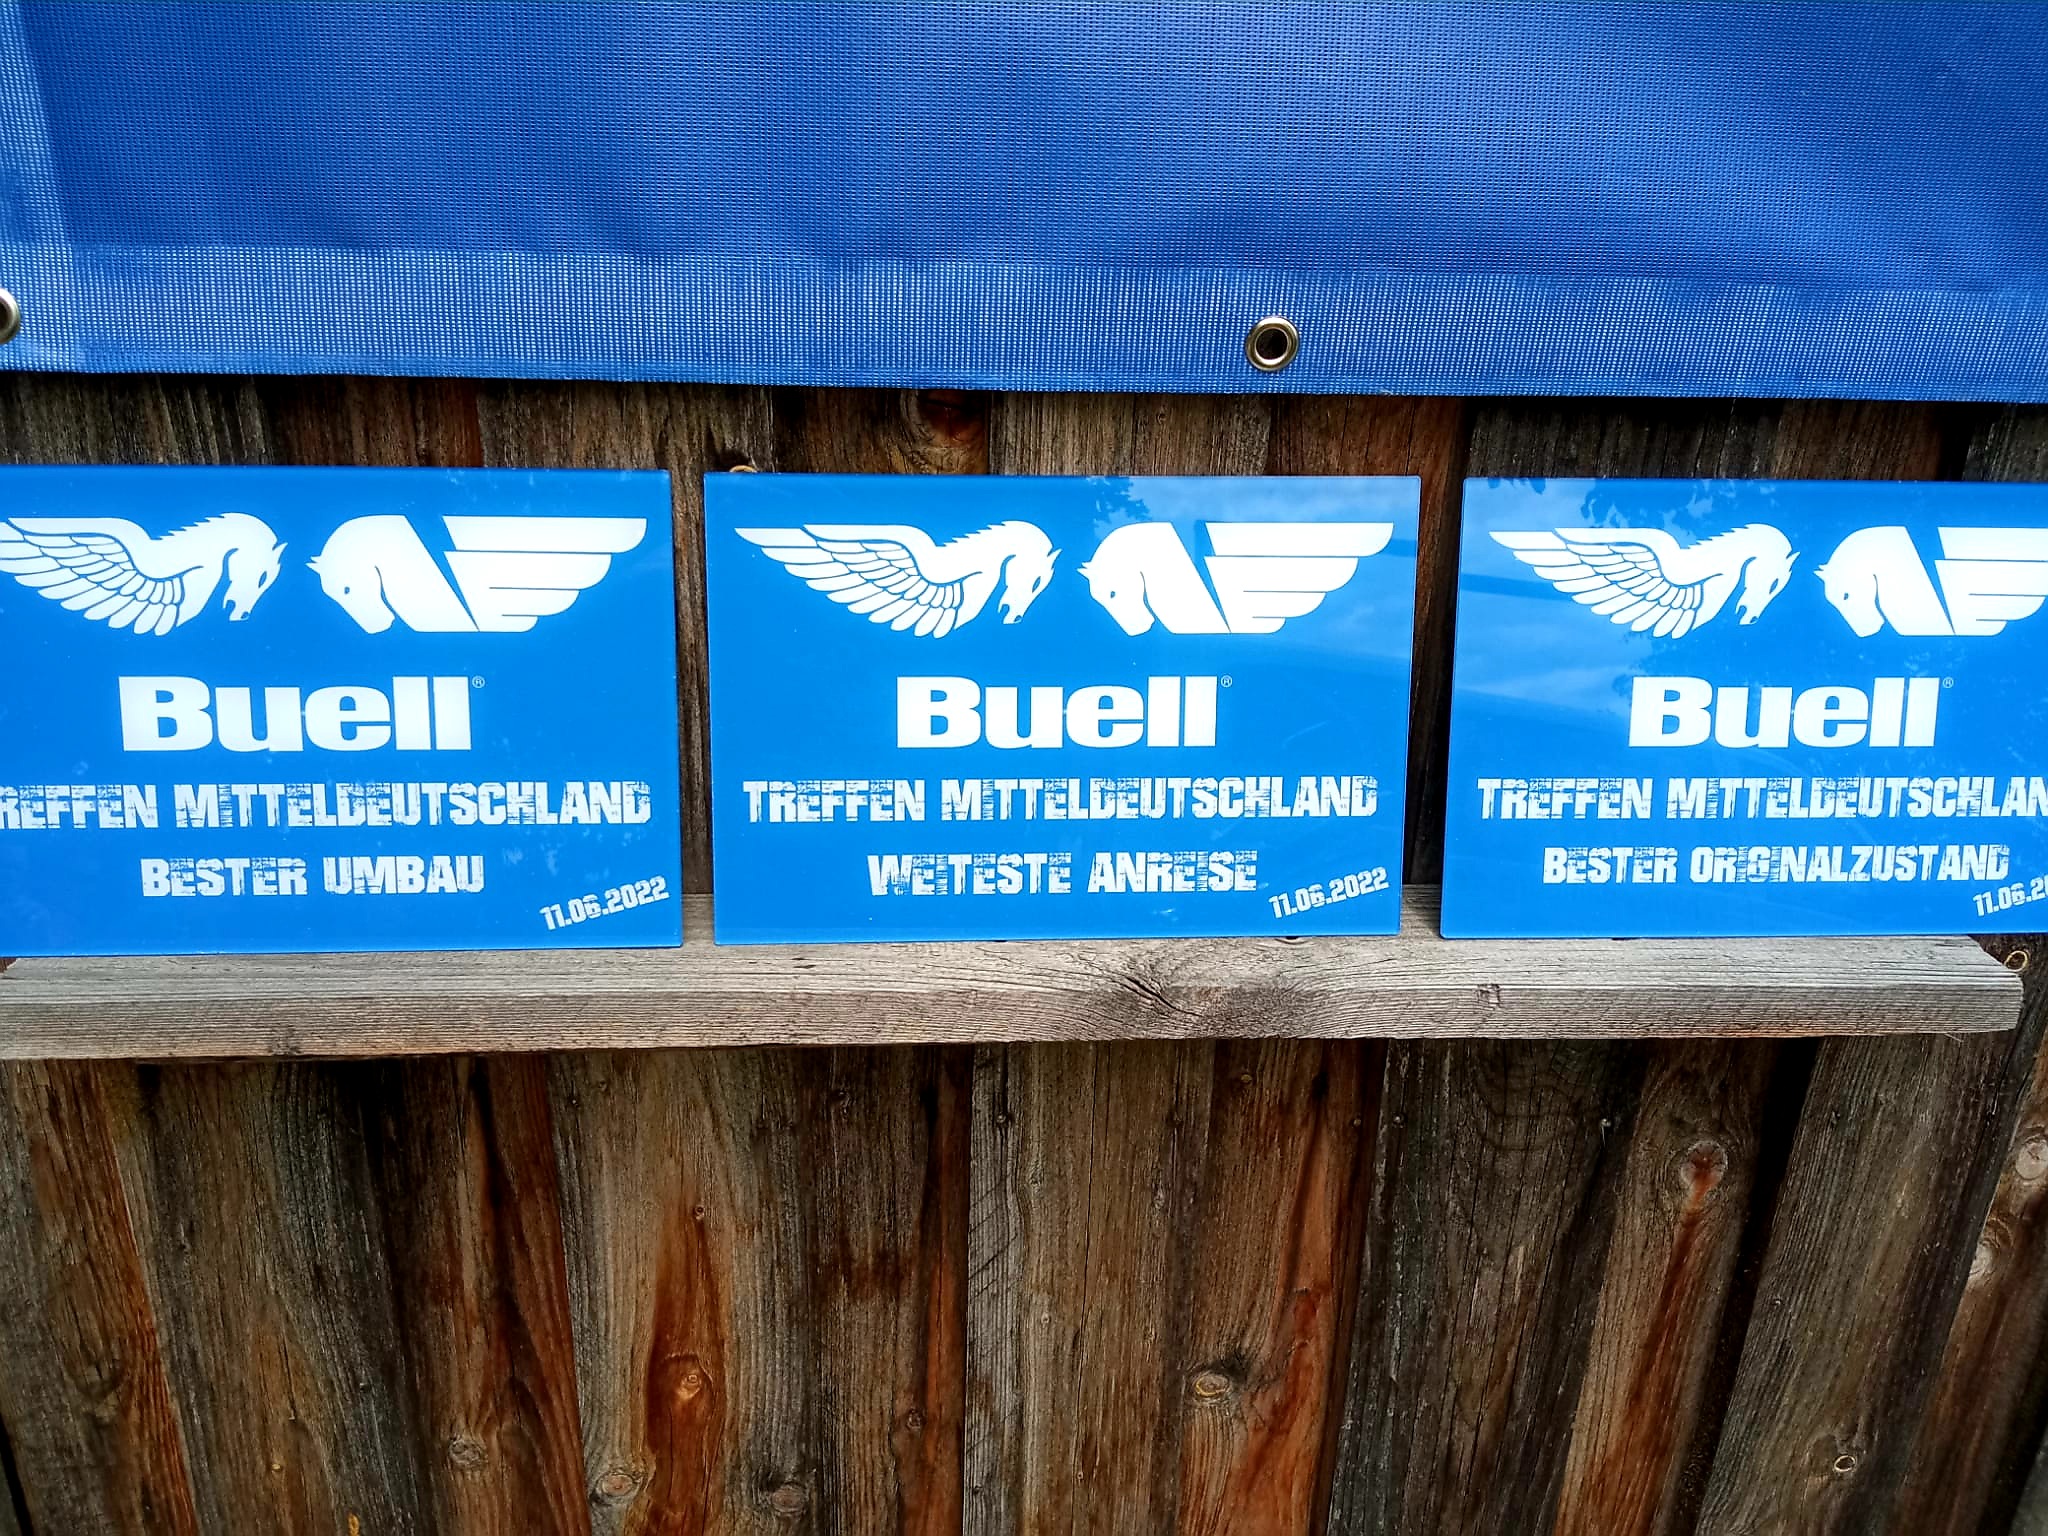 Buell®
REFFEN MITTELDEUTSCHLAND
BESTER UMBAU
11.06.2022
Buell®
TREFFEN MITTELDEUTSCHLAND
WEITESTE ANREISE
11.06.2022
Buell®
TREFFEN MITTELDEUTSCHLAN
BESTER ORIGINALZUSTAND
11.06.20